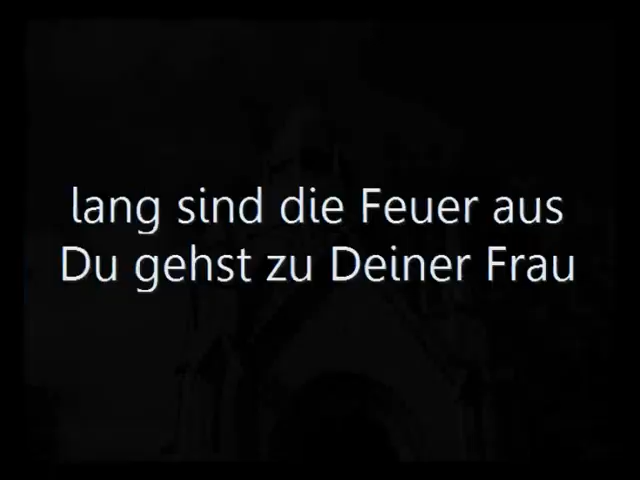 lang sind die Feuer aus
Du gehst zu Deiner Frau